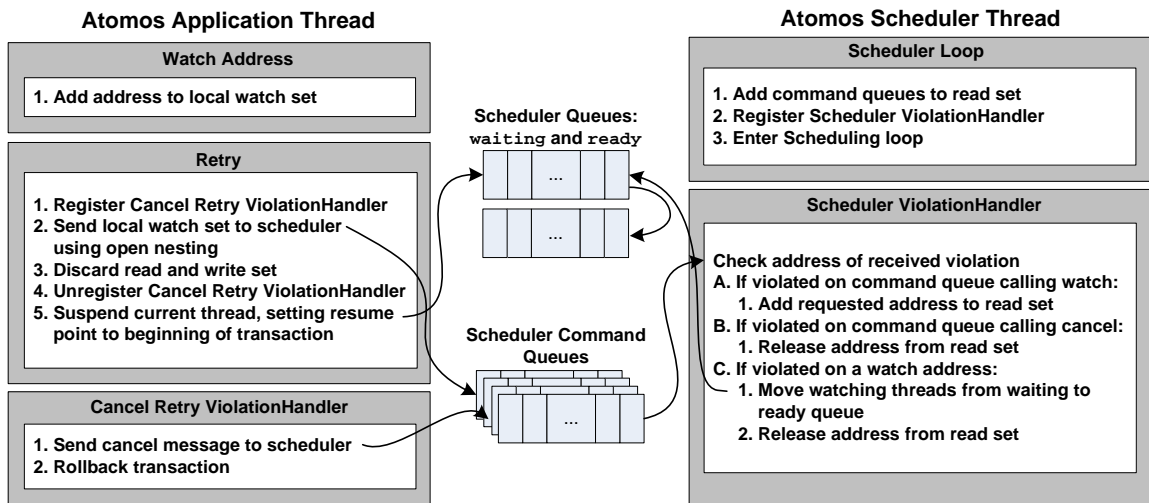 Atomos Application Thread
Watch Address
1. Add address to local watch set
Retry
1. Register Cancel Retry ViolationHandler
2. Send local watch set to scheduler
using open nesting
3. Discard read and write set
4. Unregister Cancel Retry ViolationHandler
5. Suspend current thread, setting resume
point to beginning of transaction
Cancel Retry ViolationHandler
1. Send cancel message to scheduler
2. Rollback transaction
Scheduler Queues:
waiting and ready
...
...
Scheduler Command
Queues
...
Atomos Scheduler Thread
Scheduler Loop
1. Add command queues to read set
2. Register Scheduler ViolationHandler
3. Enter Scheduling loop
Scheduler ViolationHandler
Check address of received violation
A. If violated on command queue calling watch:
1. Add requested address to read set
B. If violated on command queue calling cancel:
1. Release address from read set
C. If violated on a watch address:
1. Move watching threads from waiting to
ready queue
2. Release address from read set